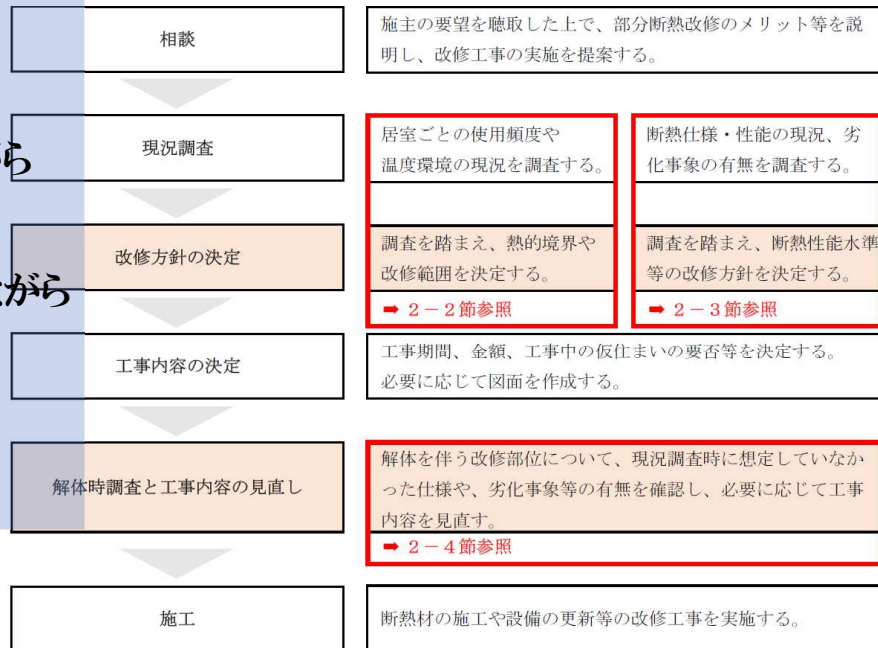 相談
施主の要望を聴取した上で、部分断熱改修のメリット等を説
明し、改修工事の実施を提案する。
がら
現況調査
居室ごとの使用頻度や
温度環境の現況を調査する。
断熱仕様・性能の現況、劣
化事象の有無を調査する。
改修方針の決定
調査を踏まえ、熱的境界や
改修範囲を決定する。
➡ 2-2節参照
調査を踏まえ、断熱性能水準
等の改修方針を決定する。
➡ 2-3節参照
ながら
工事内容の決定
工事期間、金額、工事中の仮住まいの要否等を決定する。
必要に応じて図面を作成する。
解体時調査と工事内容の見直し
解体を伴う改修部位について、現況調査時に想定していなか
った仕様や、劣化事象等の有無を確認し、必要に応じて工事
内容を見直す。
➡ 2-4節参照
施工
断熱材の施工や設備の更新等の改修工事を実施する。